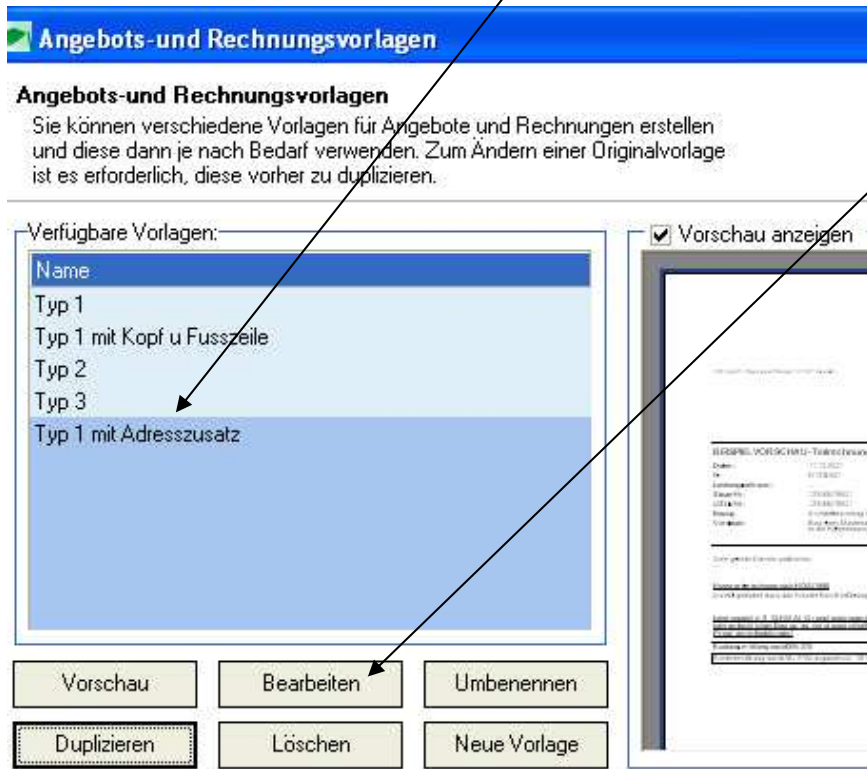 Angebots-und Rechnungsvorlagen
Angebots-und Rechnungsvorlagen
Sie können verschiedene Vorlagen für Angebote und Rechnungen erstellen
und diese dann je nach Bedarf verwenden. Zum Ändern einer Originalvorlage
ist es erforderlich, diese vorher zu duplizieren.
Verfügbare Vorlagen:
Name
Typ 1
Typ 1 mit Kopf u Fusszeile
Typ 2
Typ 3
Typ 1 mit Adresszusatz
Vorschau
Bearbeiten
Umbenennen
Duplizieren
Löschen
Neue Vorlage
Vorschau anzeigen